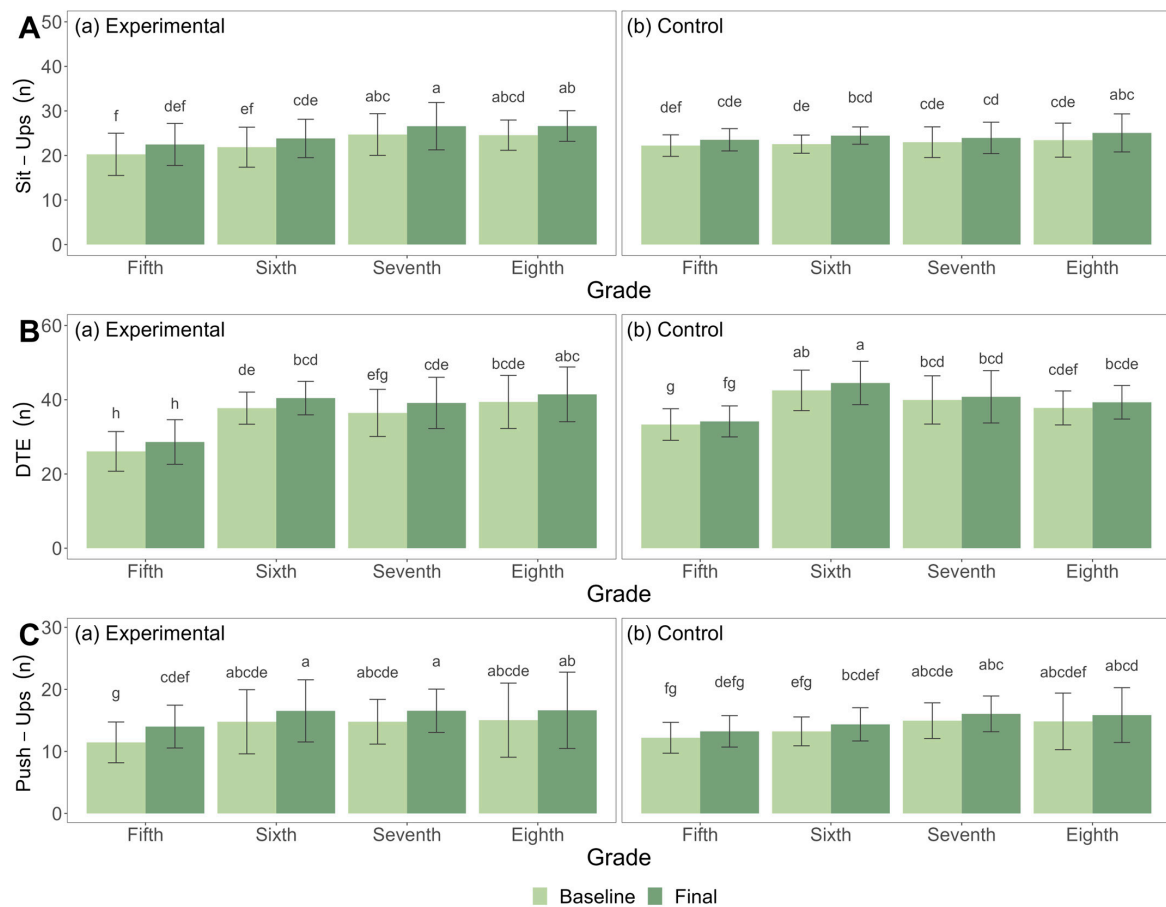 A
(a) Experimental
(b) Control
Sit – Ups (n)
50
40
30
20
10
0
f
def
ef
cde
abc
a
abcd
ab
def
cde
de
bcd
cde
cd
cde
abc
Fifth
Sixth
Seventh
Eighth
Fifth
Sixth
Seventh
Eighth
Grade
B
(a) Experimental
(b) Control
DTE (n)
60
40
20
0
h
h
de
bcd
efg
cde
bcde
abc
g
fg
ab
a
bcd
bcd
cdef
bcde
Fifth
Sixth
Seventh
Eighth
Fifth
Sixth
Seventh
Eighth
Grade
C
(a) Experimental
(b) Control
Push – Ups (n)
30
20
10
0
g
cdef
abcde
a
abcde
a
abcde
ab
fg
defg
efg
bcdef
abcde
abc
abcdef
abcd
Fifth
Sixth
Seventh
Eighth
Fifth
Sixth
Seventh
Eighth
Grade
Baseline
Final